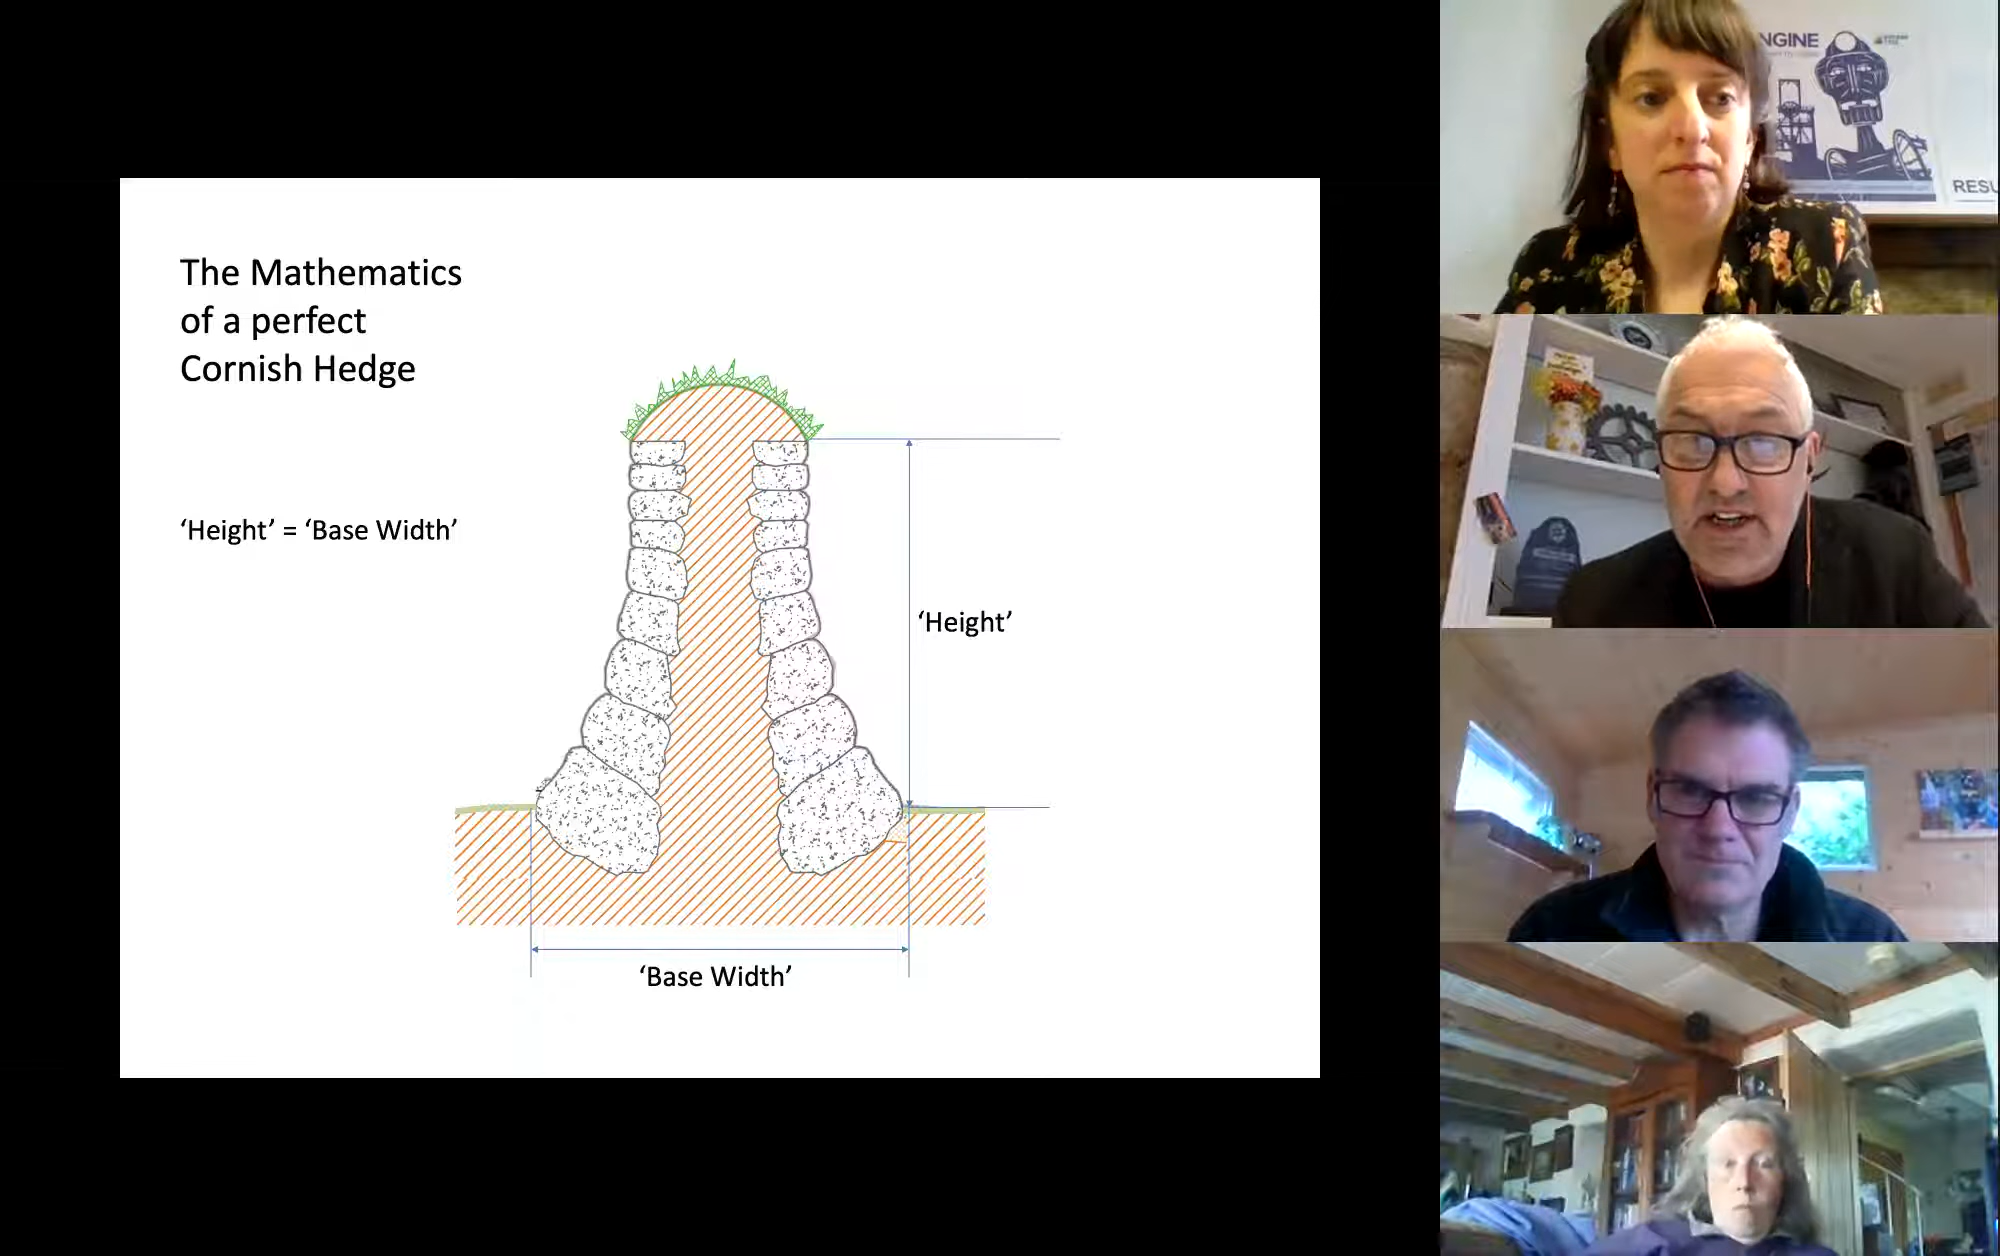 The Mathematics
of a perfect
Cornish Hedge
‘Height’ = ‘Base Width’
‘Height’
‘Base Width’
NGINE
RESU